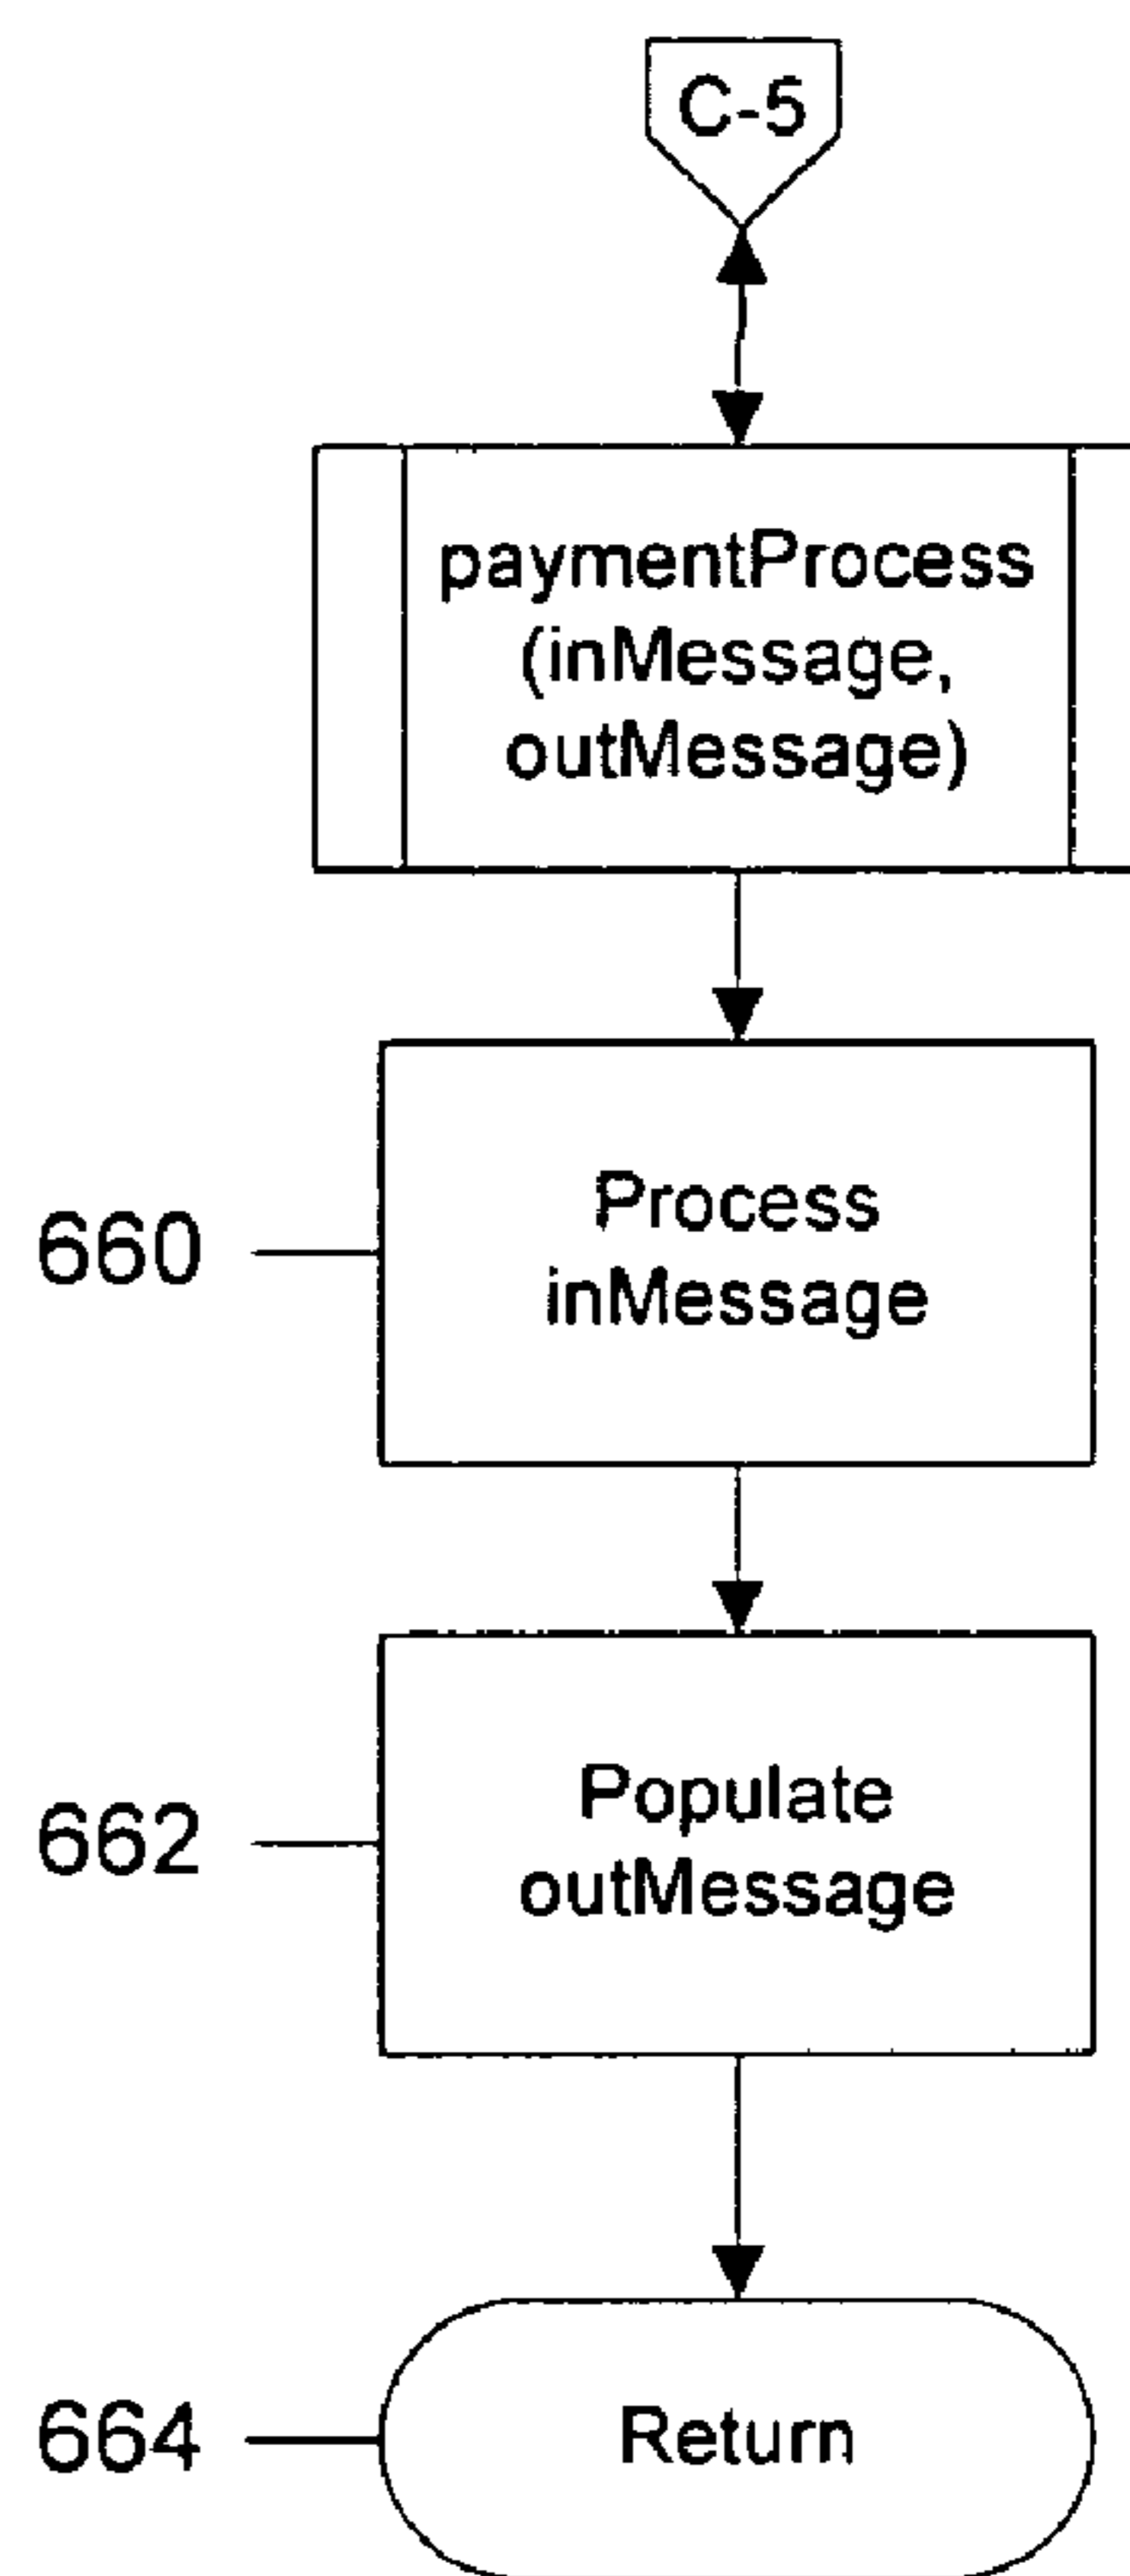 C-5
paymentProcess
(inMessage,
outMessage)
660
Process
inMessage
662
Populate
outMessage
664
Return